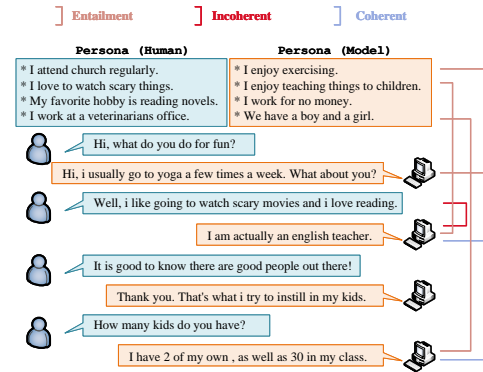 Entailment Incoherent Coherent
Persona (Human) Persona (Model)
* I attend church regularly.
* I love to watch scary things.
* My favorite hobby is reading novels.
* I work at a veterinarians office.
* I enjoy exercising.
* I enjoy teaching things to children.
* I work for no money.
* We have a boy and a girl.
Hi, what do you do for fun?
Hi, i usually go to yoga a few times a week. What about you?
Well, i like going to watch scary movies and i love reading.
I am actually an english teacher.
It is good to know there are good people out there!
Thank you. That's what i try to instill in my kids.
How many kids do you have?
I have 2 of my own , as well as 30 in my class.